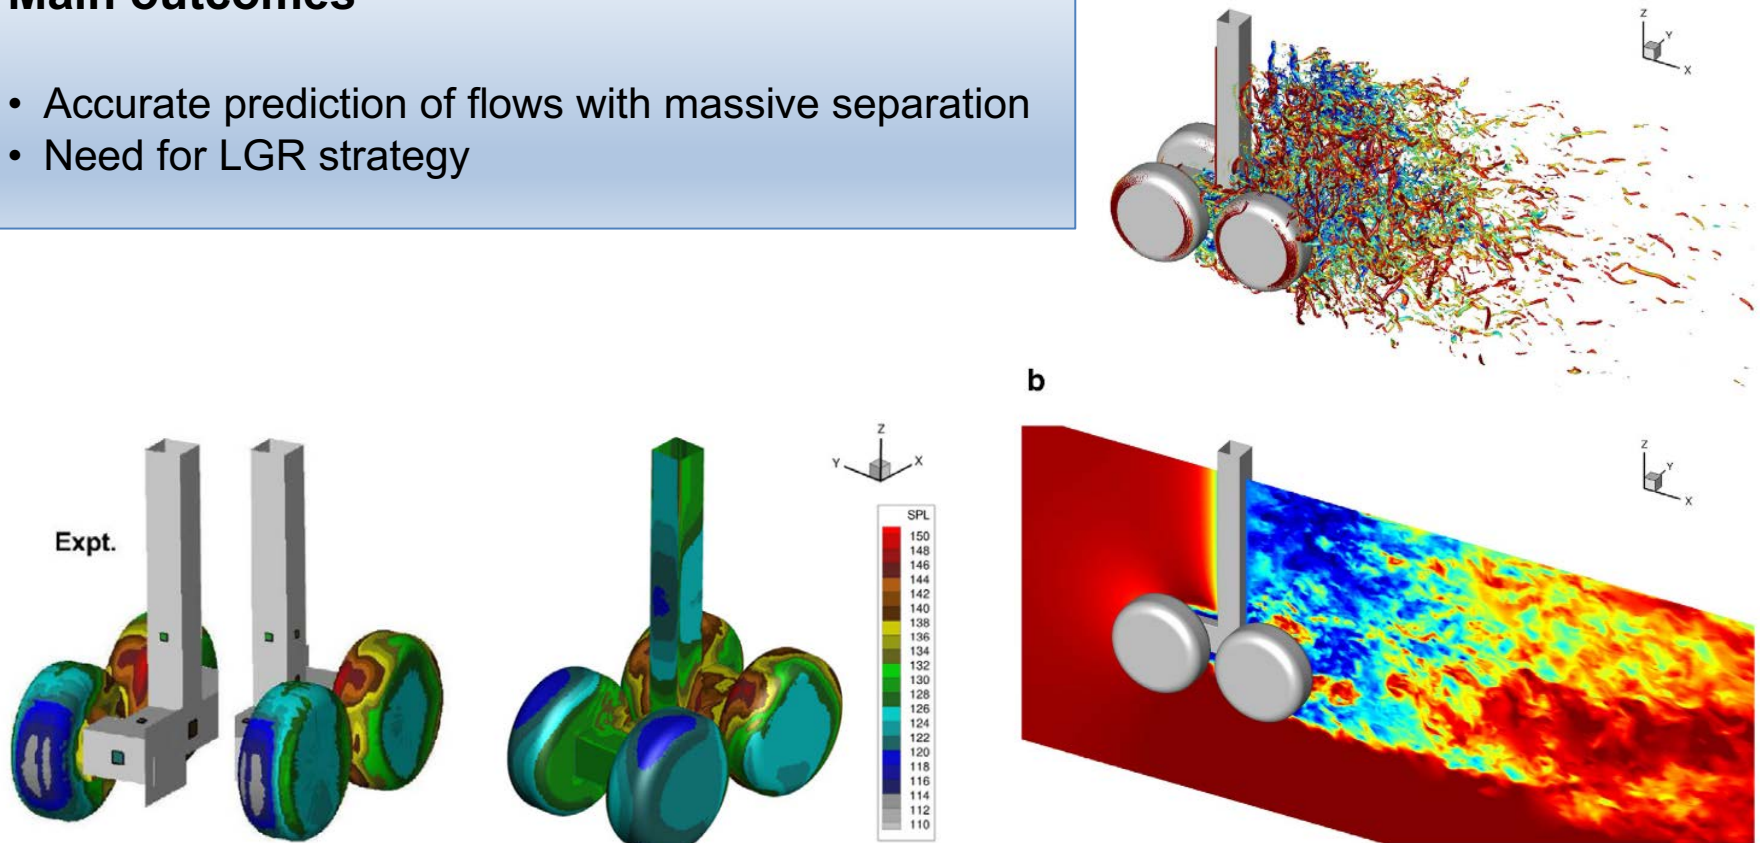 Main outcomes
• Accurate prediction of flows with massive separation
• Need for LGR strategy
Z
Y
X
b
Z
Y
X
Expt.
Z
Y
X
SPL
150
148
146
144
142
140
138
136
134
132
130
128
126
124
122
120
118
116
114
112
110